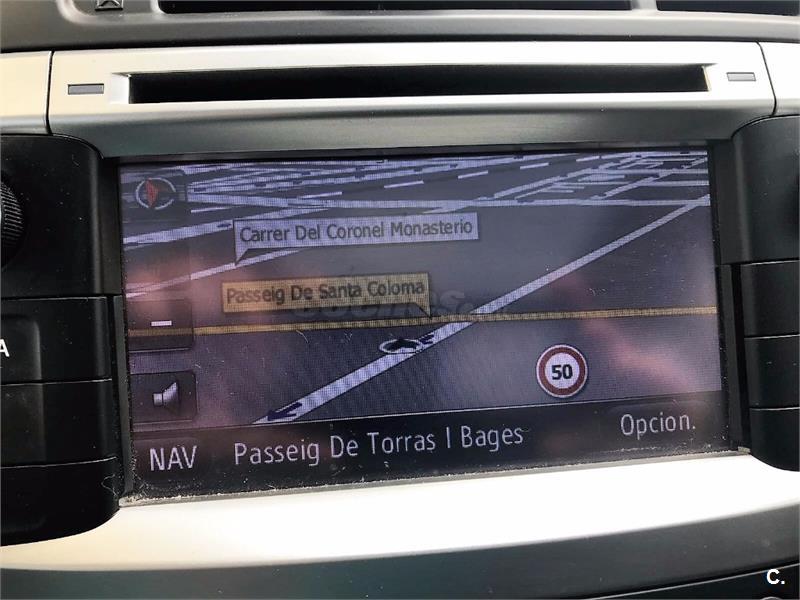 Carrer Del Coronel Monasterio
Passeig De Santa Coloma
50
A
NAV
Passeig De Torras I Bages
Opcion.
C.